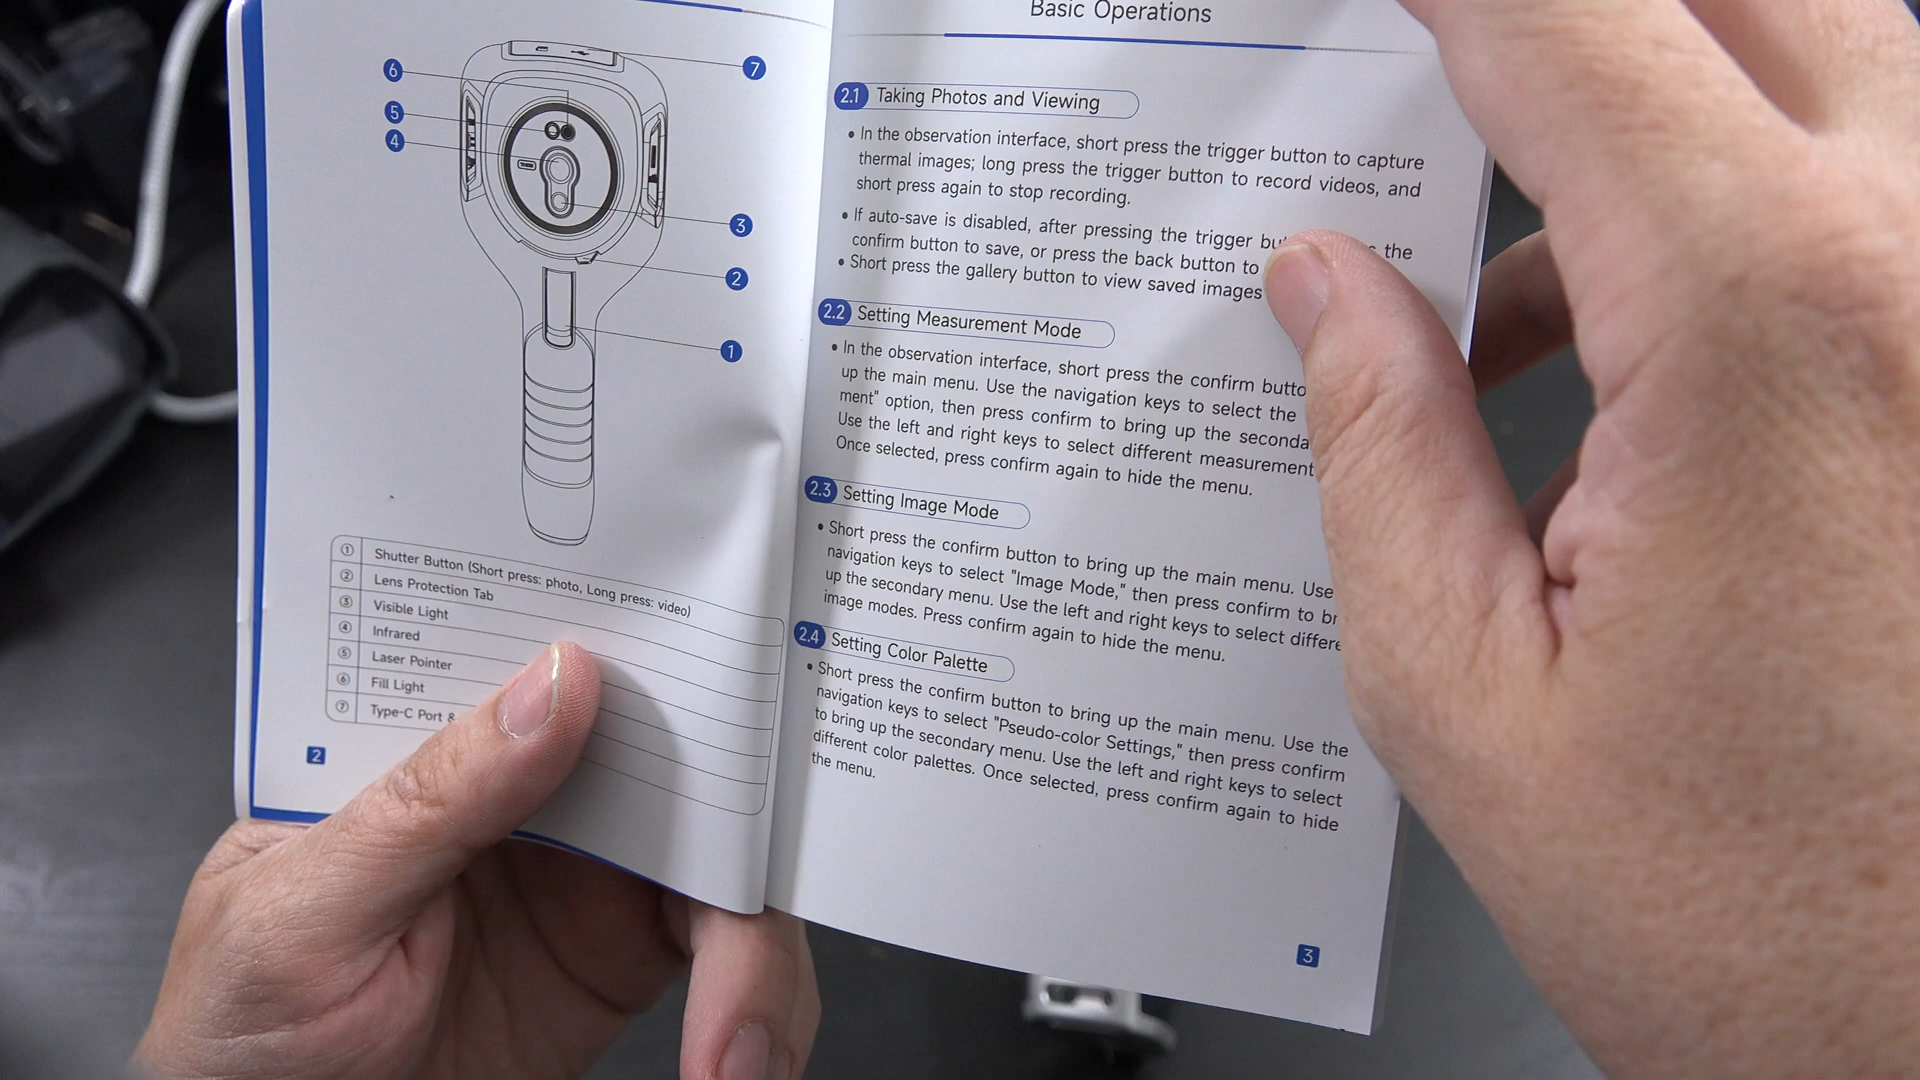 6
7
5
4
3
2
1
① Shutter Button (Short press: photo, Long press: video)
② Lens Protection Tab
③ Visible Light
④ Infrared
⑤ Laser Pointer
⑥ Fill Light
⑦ Type-C Port &
2
Basic Operations
2.1 Taking Photos and Viewing
• In the observation interface, short press the trigger button to capture
thermal images; long press the trigger button to record videos, and
short press again to stop recording.
• If auto-save is disabled, after pressing the trigger the
confirm button to save, or press the back button to
• Short press the gallery button to view saved images
2.2 Setting Measurement Mode
• In the observation interface, short press the confirm
up the main menu. Use the navigation keys to select the
ment" option, then press confirm to bring up the
Use the left and right keys to select different measurement
Once selected, press confirm again to hide the menu.
2.3 Setting Image Mode
• Short press the confirm button to bring up the main menu. Use
navigation keys to select "Image Mode," then press confirm to
up the secondary menu. Use the left and right keys to select
image modes. Press confirm again to hide the menu.
2.4 Setting Color Palette
• Short press the confirm button to bring up the main menu. Use the
navigation keys to select "Pseudo-color Settings," then press confirm
to bring up the secondary menu. Use the left and right keys to select
different color palettes. Once selected, press confirm again to hide
the menu.
3